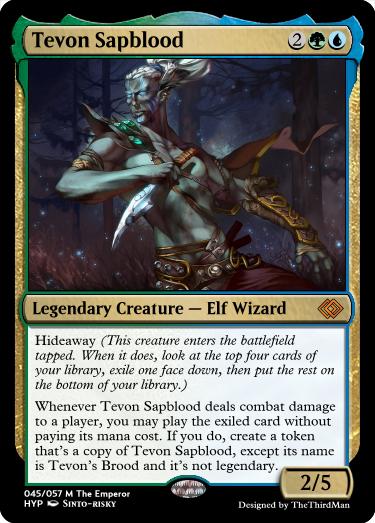 Tevon Sapblood 2
Legendary Creature — Elf Wizard
Hideaway (This creature enters the battlefield
tapped. When it does, look at the top four cards of
your library, exile one face down, then put the rest on
the bottom of your library.)
Whenever Tevon Sapblood deals combat damage
to a player, you may play the exiled card without
paying its mana cost. If you do, create a token
that's a copy of Tevon Sapblood, except its name
is Tevon's Brood and it's not legendary.
2/5
045/057 M The Emperor
HYP Sinto-risky
Designed by TheThirdMan